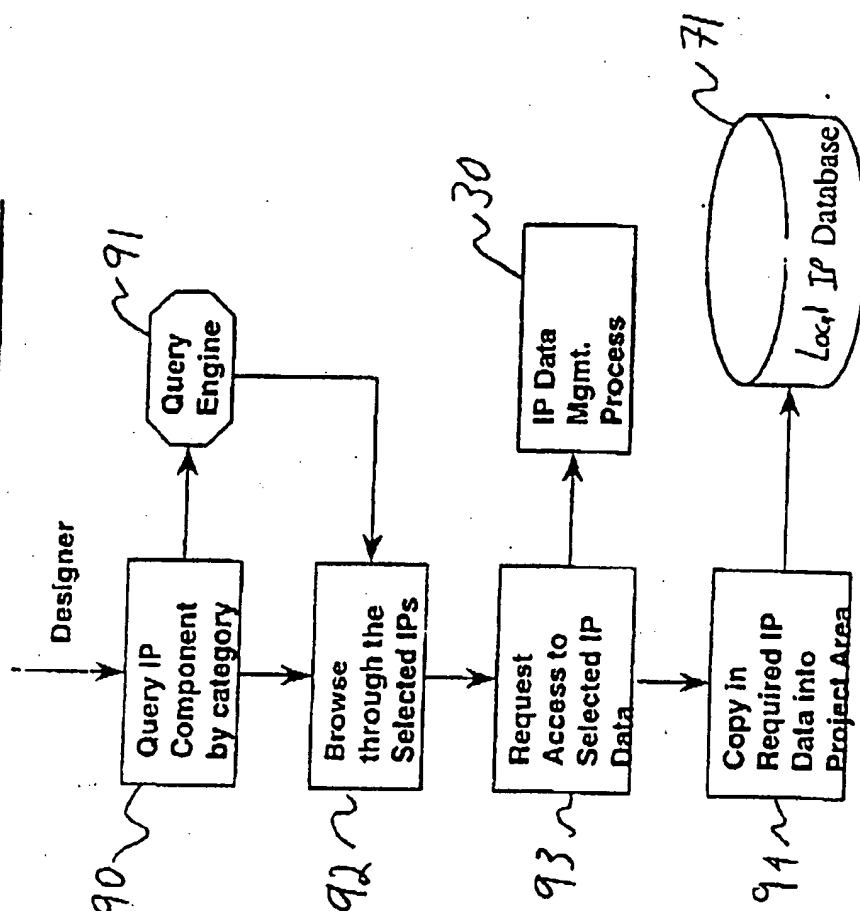 Designer
90
Query IP
Component
by category
91
Query
Engine
92
Browse
through the
Selected IPs
93
Request
Access to
Selected IP
Data
30
IP Data
Mgmt.
Process
94
Copy in
Required IP
Data into
Project Area
71
Local IP Database